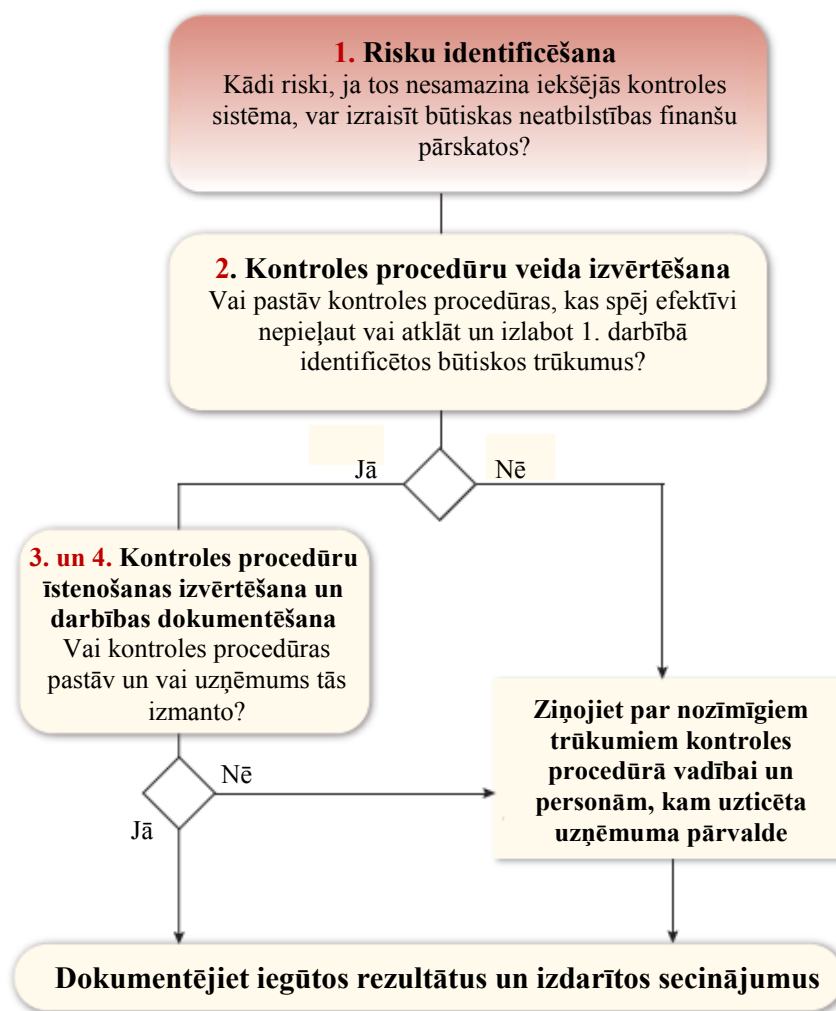 1. Risku identificēšana
Kādi riski, ja tos nesamazina iekšējās kontroles
sistēma, var izraisīt būtiskas neatbilstības finanšu
pārskatos?
2. Kontroles procedūru veida izvērtēšana
Vai pastāv kontroles procedūras, kas spēj efektīvi
nepieļaut vai atklāt un izlabot 1. darbībā
identificētos būtiskos trūkumus?
Jā
Nē
3. un 4. Kontroles procedūru
īstenošanas izvērtēšana un
darbības dokumentēšana
Vai kontroles procedūras
pastāv un vai uzņēmums tās
izmanto?
Nē
Jā
Ziņojiet par nozīmīgiem
trūkumiem kontroles
procedūrā vadībai un
personām, kam uzticēta
uzņēmuma pārvalde
Dokumentējiet iegūtos rezultātus un izdarītos secinājumus